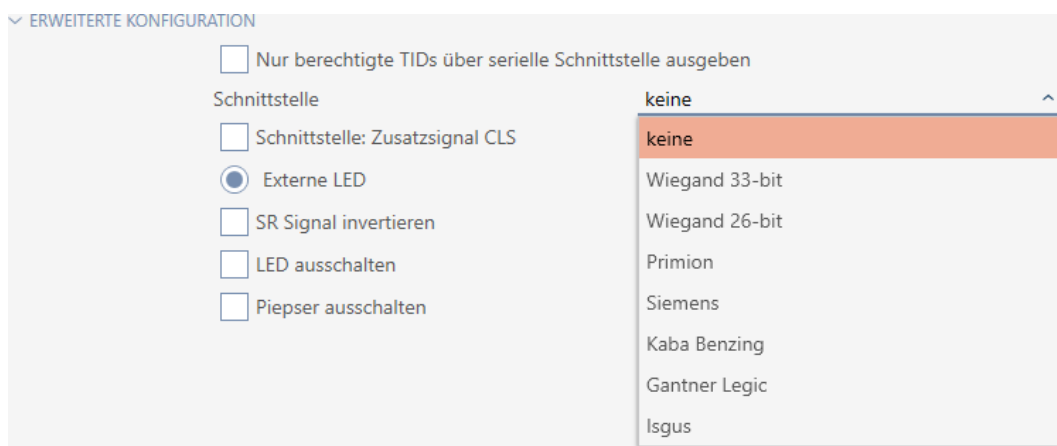 ERWEITERTE KONFIGURATION
Nur berechtigte TIDs über serielle Schnittstelle ausgeben
Schnittstelle keine
Schnittstelle: Zusatzsignal CLS keine
Externe LED Wiegand 33-bit
SR Signal invertieren Wiegand 26-bit
LED ausschalten Primion
Piepser ausschalten Siemens
Kaba Benzing
Gantner Legic
Isgus